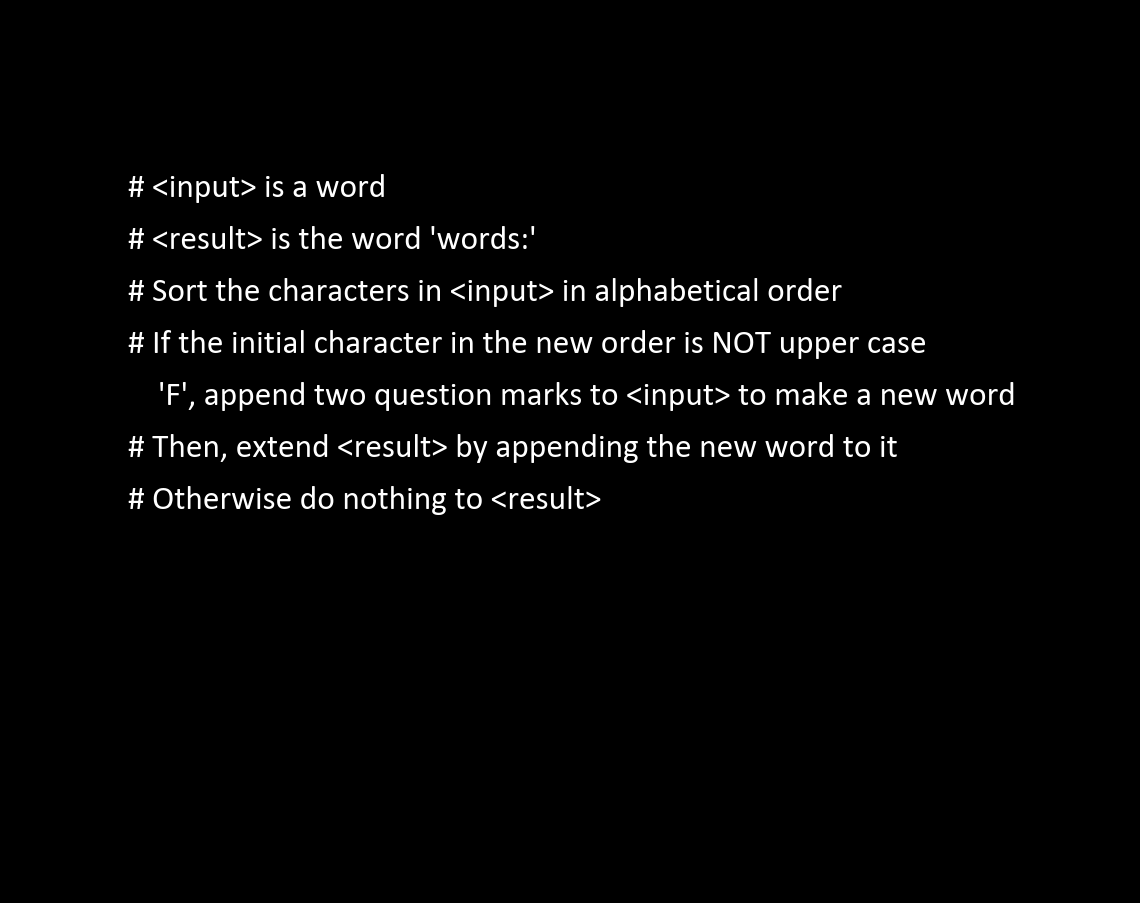 # <input> is a word
# <result> is the word 'words:'
# Sort the characters in <input> in alphabetical order
# If the initial character in the new order is NOT upper case
'F', append two question marks to <input> to make a new word
# Then, extend <result> by appending the new word to it
# Otherwise do nothing to <result>